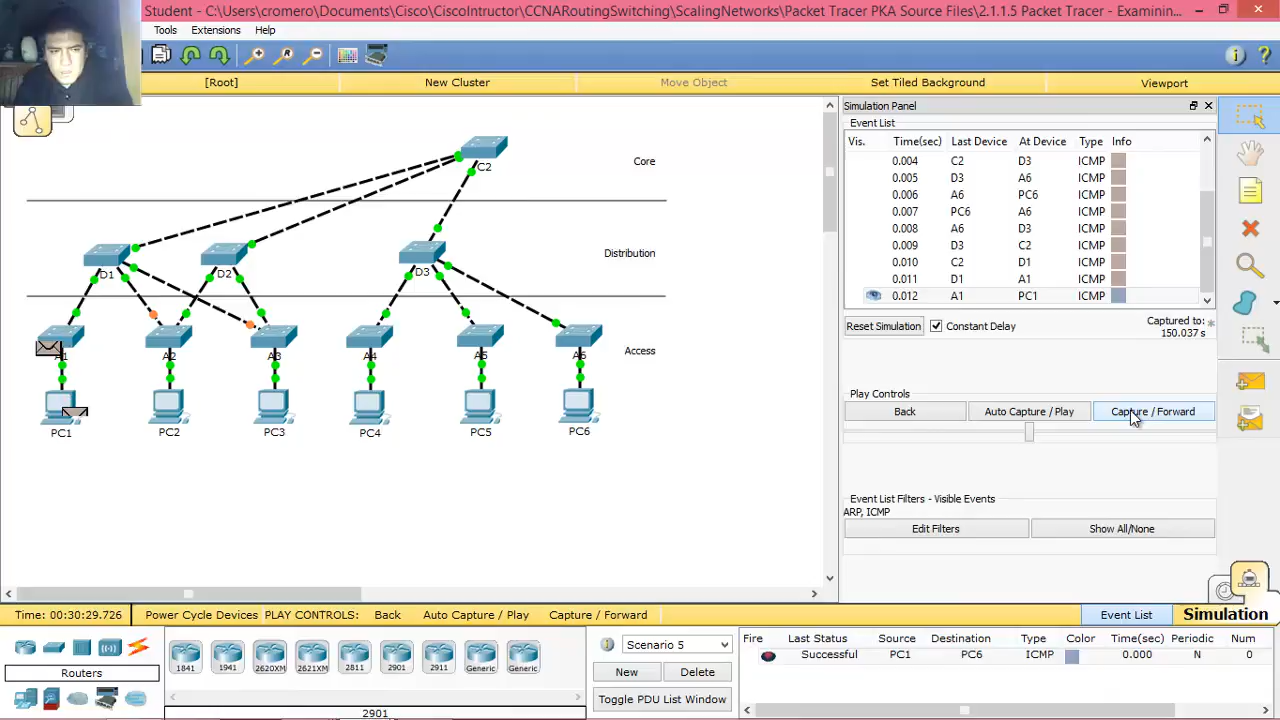 Student - C:\Users\cromero\Documents\Cisco\CiscoIntructor\CCNARoutingSwitching\ScalingNetworks\Packet Tracer PKA Source Files\2.1.1.5 Packet Tracer - Examinin...
Tools Extensions Help
[Root] New Cluster Move Object Set Tiled Background Viewport
Simulation Panel
Event List
Vis. Time(sec) Last Device At Device Type Info
0.004 C2 D3 ICMP
0.005 D3 A6 ICMP
0.006 A6 PC6 ICMP
0.007 PC6 A6 ICMP
0.008 A6 D3 ICMP
0.009 D3 C2 ICMP
0.010 C2 D1 ICMP
0.011 D1 A1 ICMP
0.012 A1 PC1 ICMP
Reset Simulation Constant Delay
Captured to:
150.037 s
Play Controls
Back Auto Capture / Play Capture / Forward
Event List Filters - Visible Events
ARP, ICMP
Edit Filters Show All/None
C2
Core
D1 D2 D3
Distribution
A1 A2 A3 A4 A5 A6
Access
PC1 PC2 PC3 PC4 PC5 PC6
Time: 00:30:29.726 Power Cycle Devices PLAY CONTROLS: Back Auto Capture / Play Capture / Forward
Event List Simulation
Routers
1841 1941 2620XM 2621XM 2811 2901 2911 Generic Generic
2901
Scenario 5
New Delete
Toggle PDU List Window
Fire Last Status Source Destination Type Color Time(sec) Periodic Num
Successful PC1 PC6 ICMP 0.000 N 0